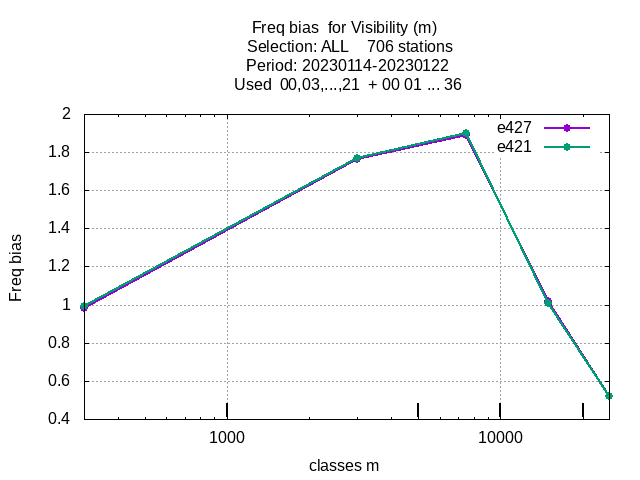 Freq bias  for Visibility (m)
Selection: ALL    706 stations
Period: 20230114-20230122
Used  00,03,...,21  + 00 01 ... 36
e427
e421
2
1.8
1.6
1.4
1.2
1
0.8
0.6
0.4
Freq bias
1000
10000
classes m